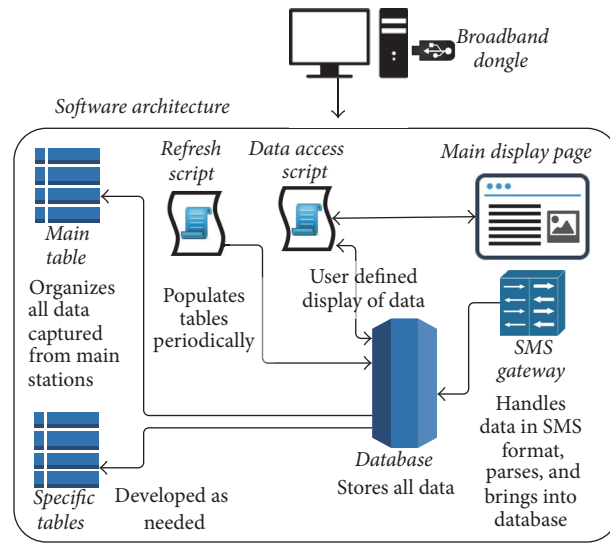 Broadband
dongle
Software architecture
Refresh
script
Data access
script
Main display page
Main
table
Organizes
all data
captured
from main
stations
Populates
tables
periodically
User defined
display of data
SMS
gateway
Handles
data in SMS
format,
parses, and
brings into
database
Database
Stores all data
Specific
tables
Developed as
needed